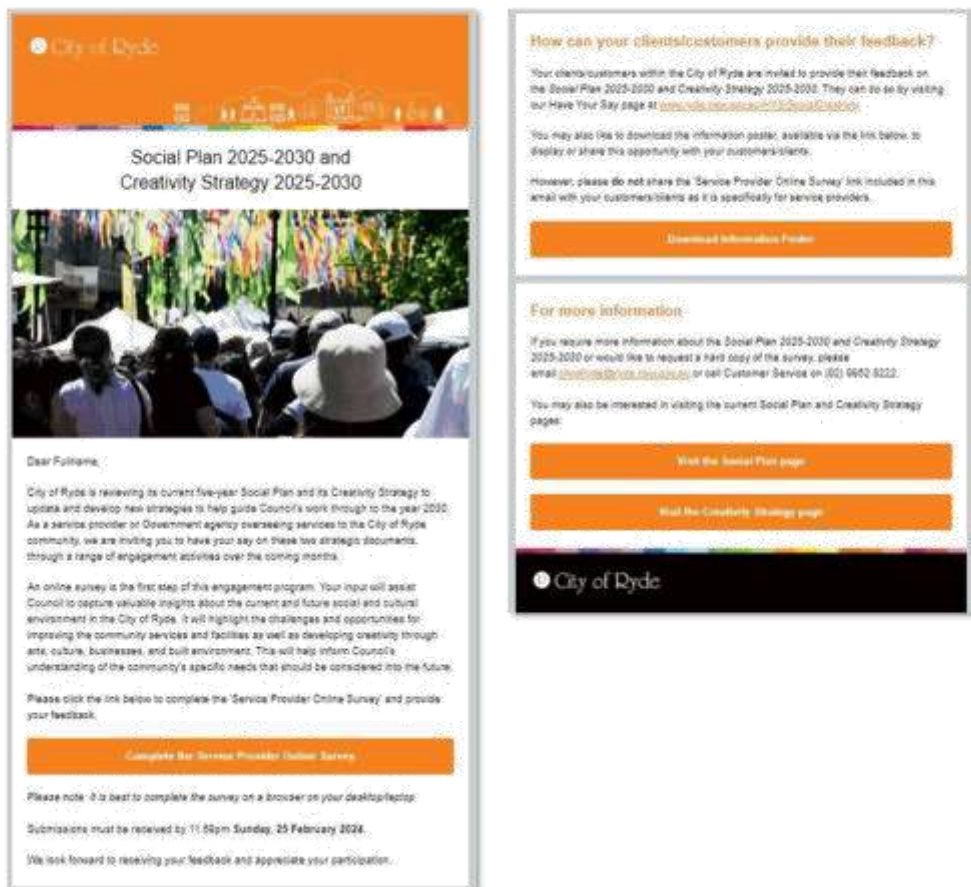 City of Ryde
Social Plan 2025-2030 and
Creativity Strategy 2025-2030
Dear Fullname,
City of Ryde is reviewing its current five-year Social Plan and its Creativity Strategy to
update and develop new strategies to help guide Council's work through to the year 2030.
As a service provider or Government agency overseeing services to the City of Ryde
community, we are inviting you to have your say on these two strategic documents,
through a range of engagement activities over the coming months.
An online survey is the first step of this engagement program. Your input will assist
Council to capture valuable insights about the current and future social and cultural
environment in the City of Ryde. It will highlight the challenges and opportunities for
improving the community services and facilities as well as developing creativity through
arts, culture, businesses, and built environment. This will help inform Council's
understanding of the community's specific needs that should be considered into the future.
Please click the link below to complete the 'Service Provider Online Survey' and provide
your feedback.
Complete the Service Provider Online Survey
Please note: It is best to complete the survey on a browser on your desktop/laptop.
Submissions must be received by 11.59pm Sunday, 25 February 2024.
We look forward to receiving your feedback and appreciate your participation.
How can your clients/customers provide their feedback?
Your clients/customers within the City of Ryde are invited to provide their feedback on
the Social Plan 2025-2030 and Creativity Strategy 2025-2030. They can do so by visiting
our Have Your Say page at
You may also like to download the information poster, available via the link below, to
display or share this opportunity with your customers/clients.
However, please do not share the 'Service Provider Online Survey' link included in this
email with your customers/clients as it is specifically for service providers.
Download Information Poster
For more information
If you require more information about the Social Plan 2025-2030 and Creativity Strategy
2025-2030 or would like to request a hard copy of the survey, please
email or call Customer Service on (02) 9952 8222.
You may also be interested in visiting the current Social Plan and Creativity Strategy
pages:
Visit the Social Plan page
Visit the Creativity Strategy page
City of Ryde